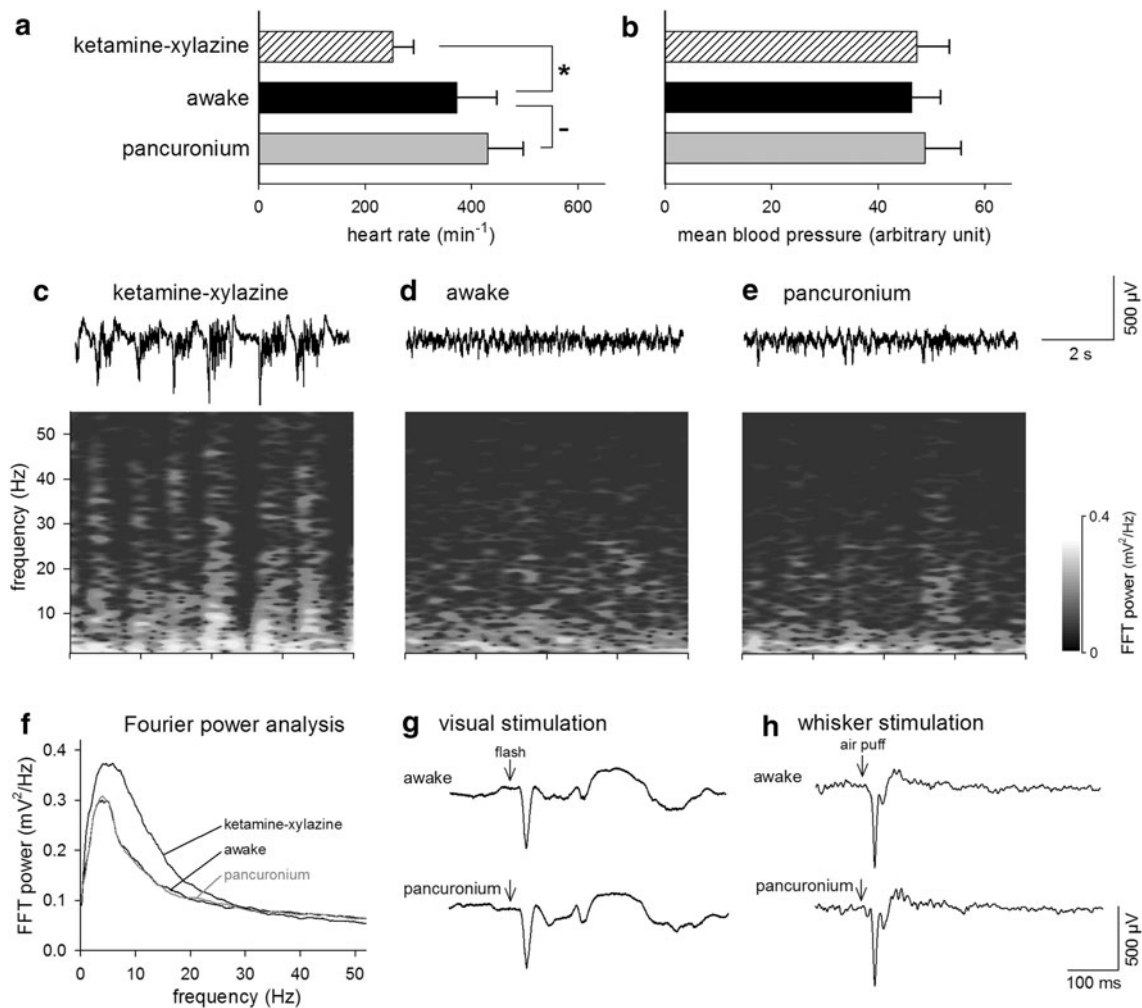 a
ketamine-xylazine
awake
pancuronium
*
-
0 200 400 600
heart rate (min-1)
b
0 20 40 60
mean blood pressure (arbitrary unit)
c ketamine-xylazine
d awake
e pancuronium
500 µV
2 s
50
40
30
20
10
frequency (Hz)
0.4
0
FFT power (mV2/Hz)
f Fourier power analysis
0.4
0.3
0.2
0.1
0.0
FFT power (mV2/Hz)
ketamine-xylazine
awake
pancuronium
0 10 20 30 40 50
frequency (Hz)
g visual stimulation
flash
awake
pancuronium
h whisker stimulation
air puff
awake
pancuronium
500 µV
100 ms